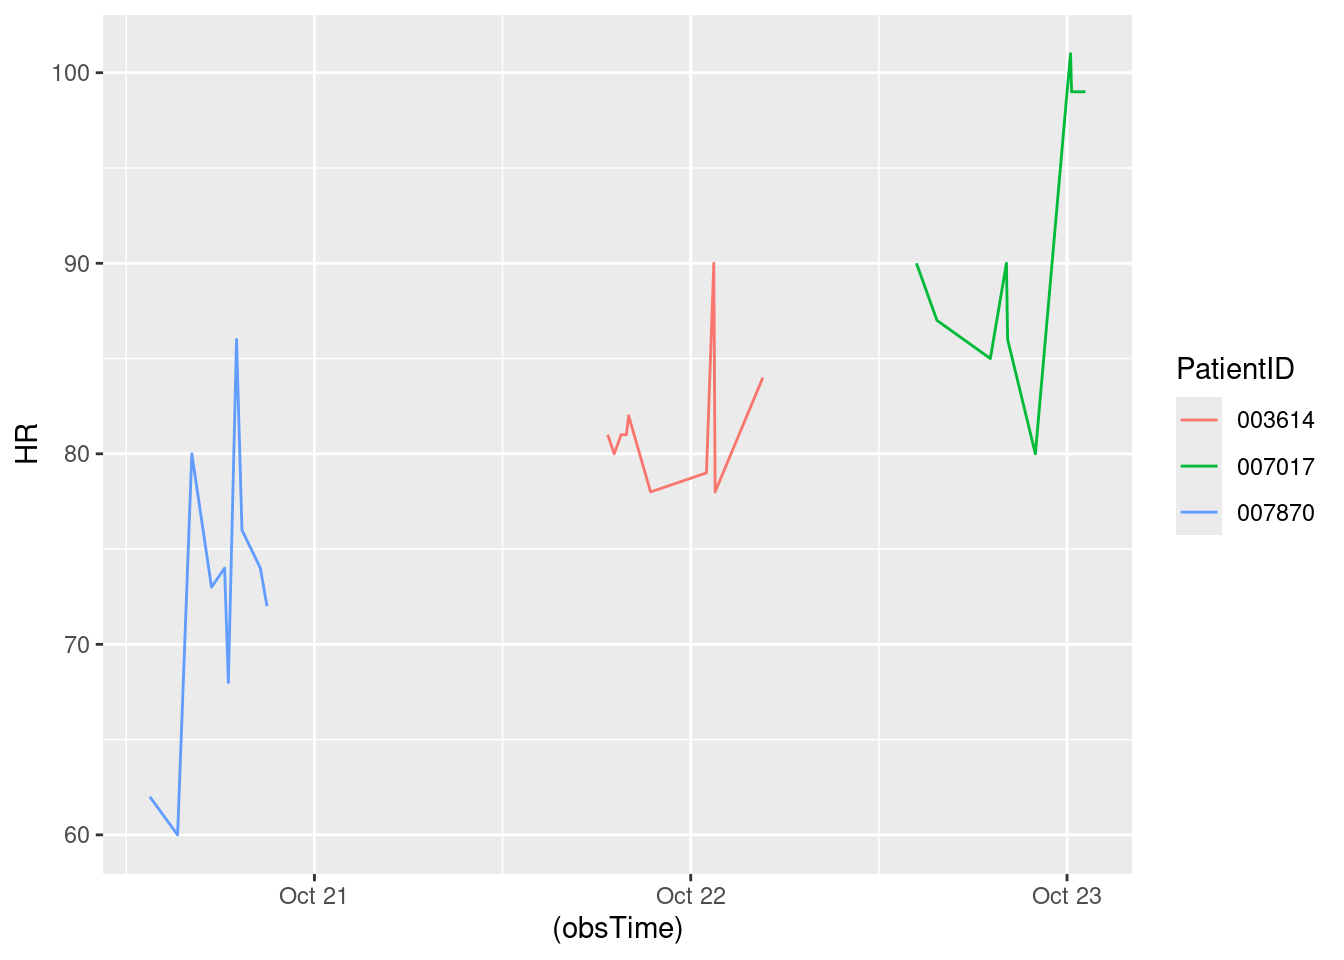 100
90
80
70
60
HR
Oct 21
Oct 22
Oct 23
(obsTime)
PatientID
003614
007017
007870